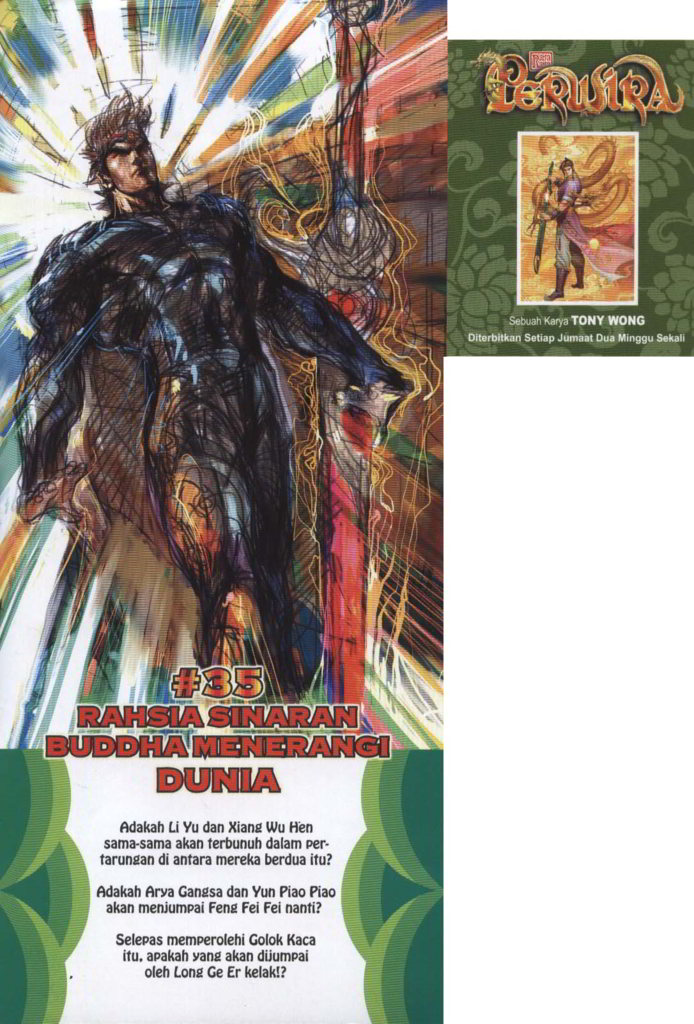 #35
RAHSIA SINARAN
BUDDHA MENERANGI
DUNIA
Adakah Li Yu dan Xiang Wu Hen
sama-sama akan terbunuh dalam per-
tarungan di antara mereka berdua itu?
Adakah Arya Gangsa dan Yun Piao Piao
akan menjumpai Feng Fei Fei nanti?
Selepas memperolehi Golok Kaca
itu, apakah yang akan dijumpai
oleh Long Ge Er kelak!?
PERWIRA
Sebuah Karya TONY WONG
Diterbitkan Setiap Jumaat Dua Minggu Sekali